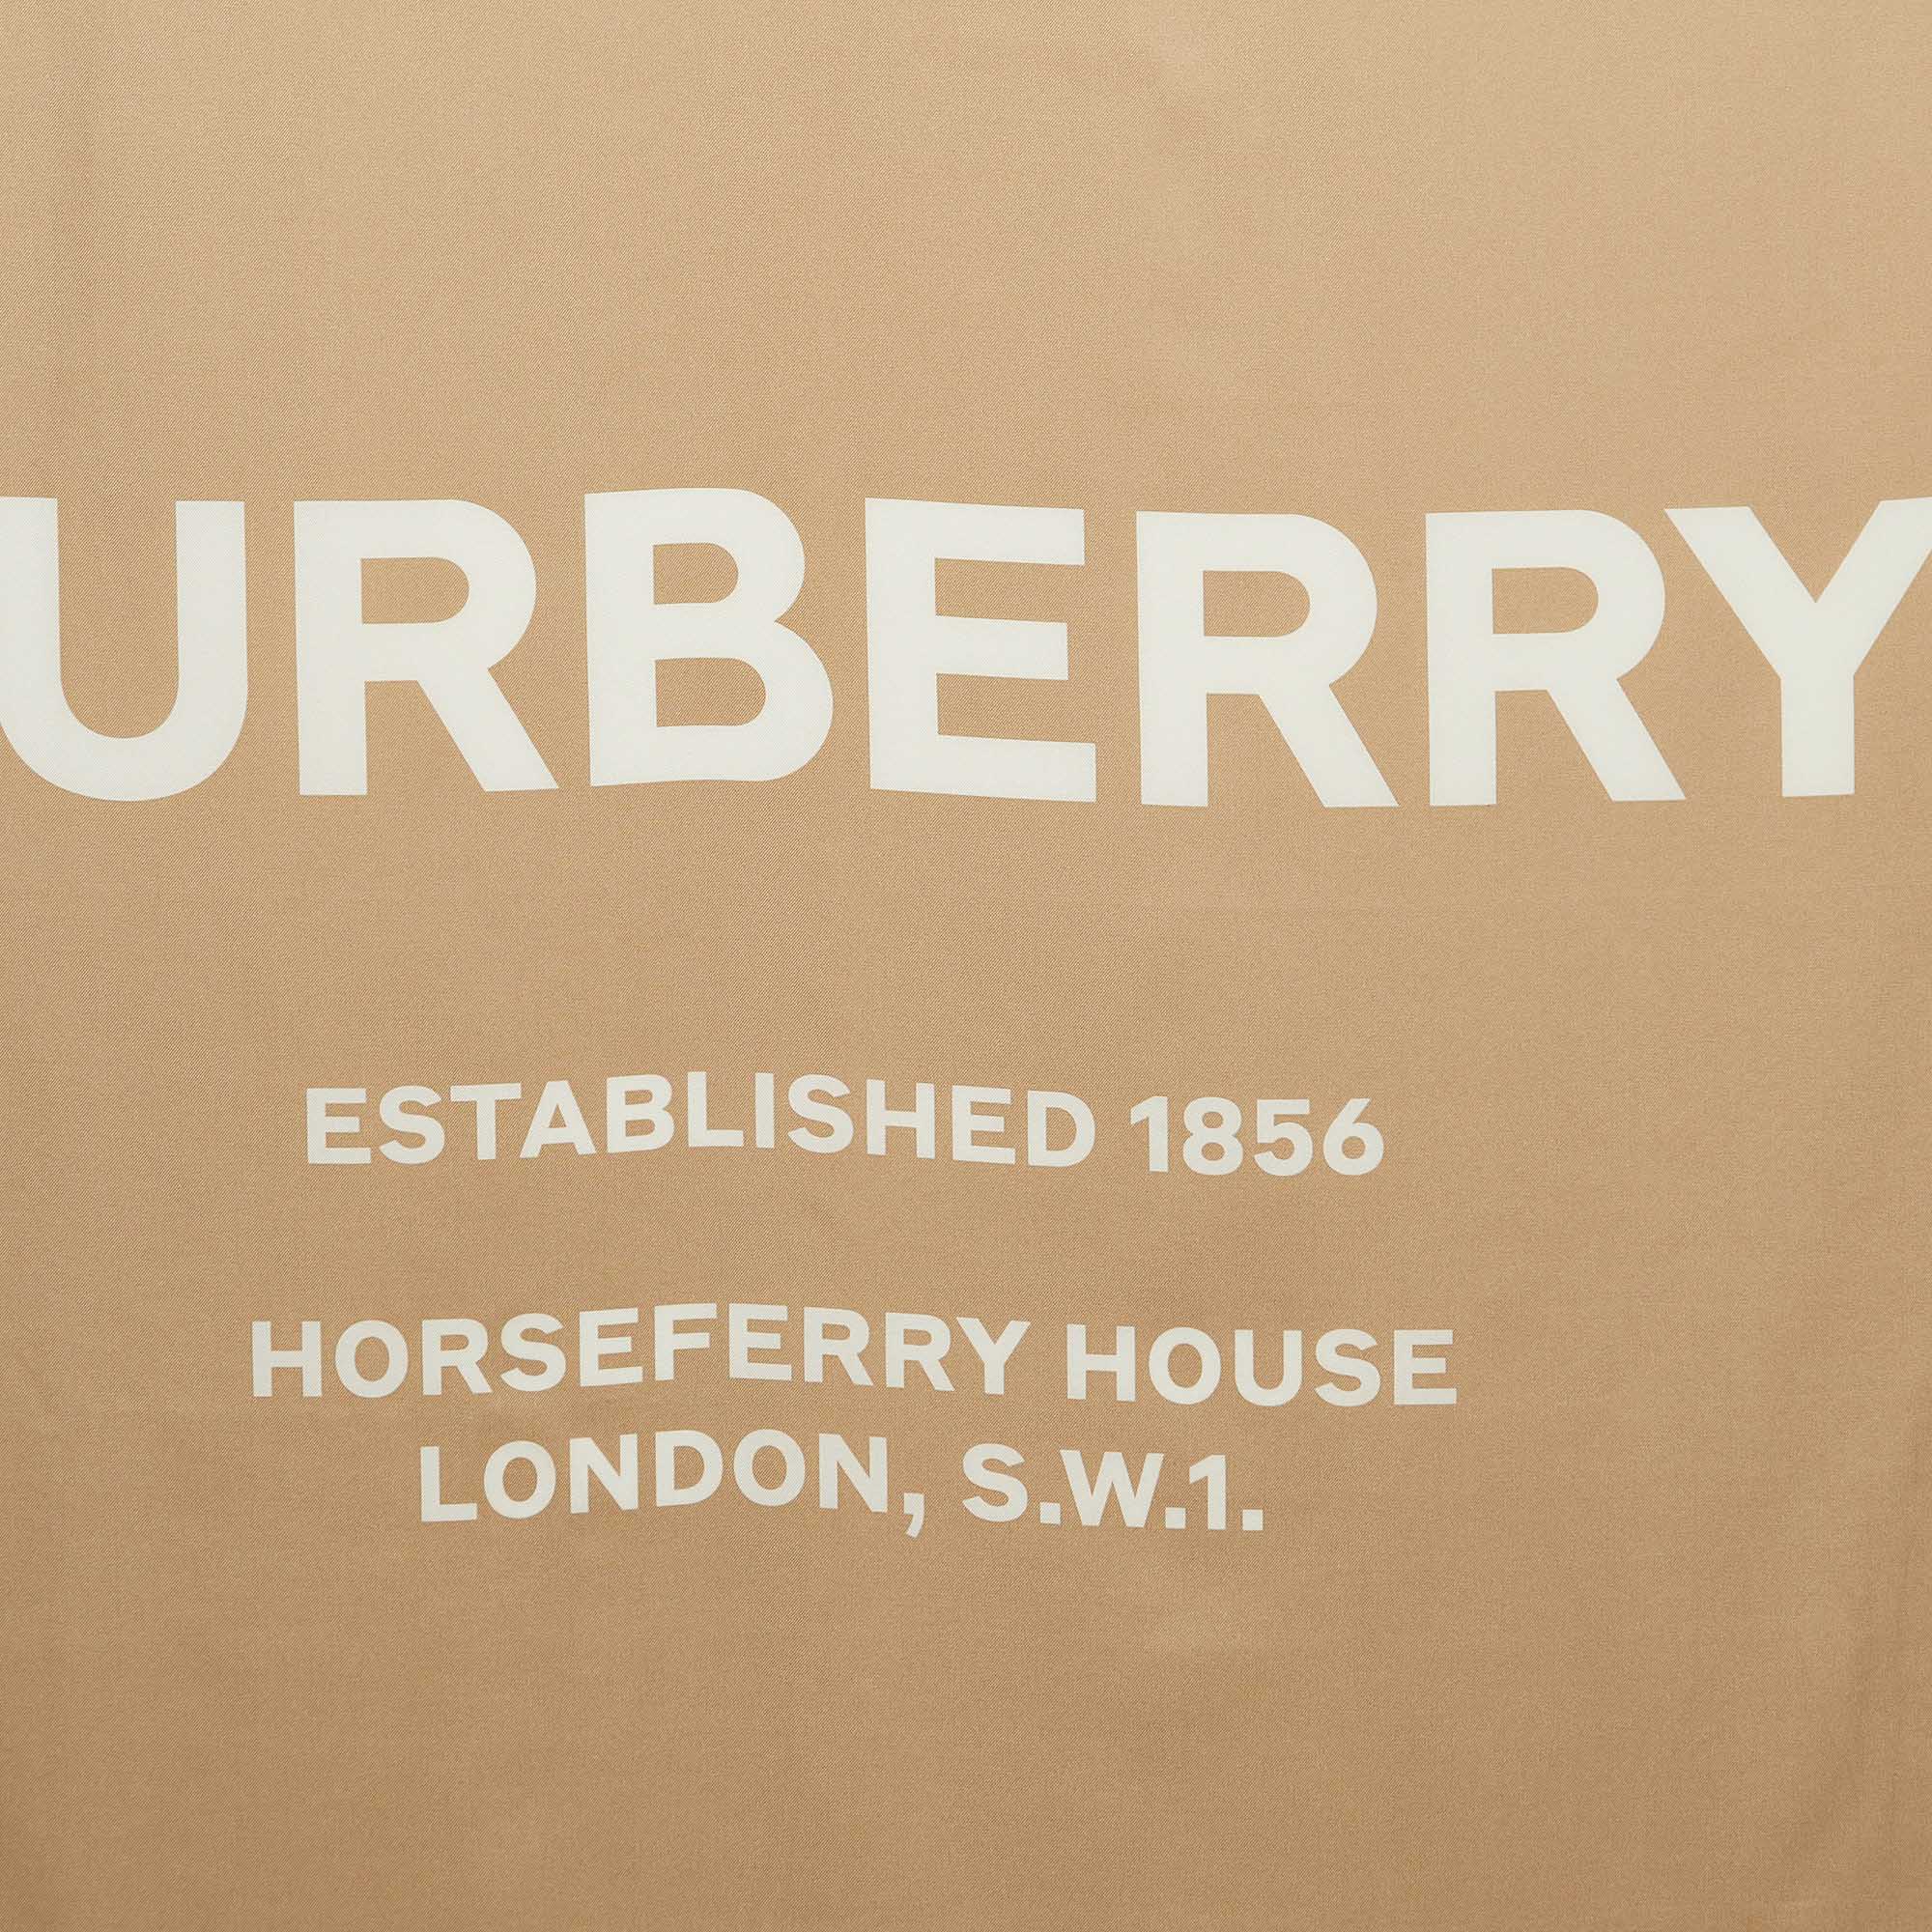 URBERRY
ESTABLISHED 1856
HORSEFERRY HOUSE
LONDON, S.W.1.